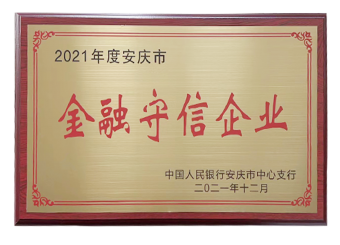 2021年度安庆市
金融守信企业
中国人民银行安庆市中心支行
二〇二一年十二月